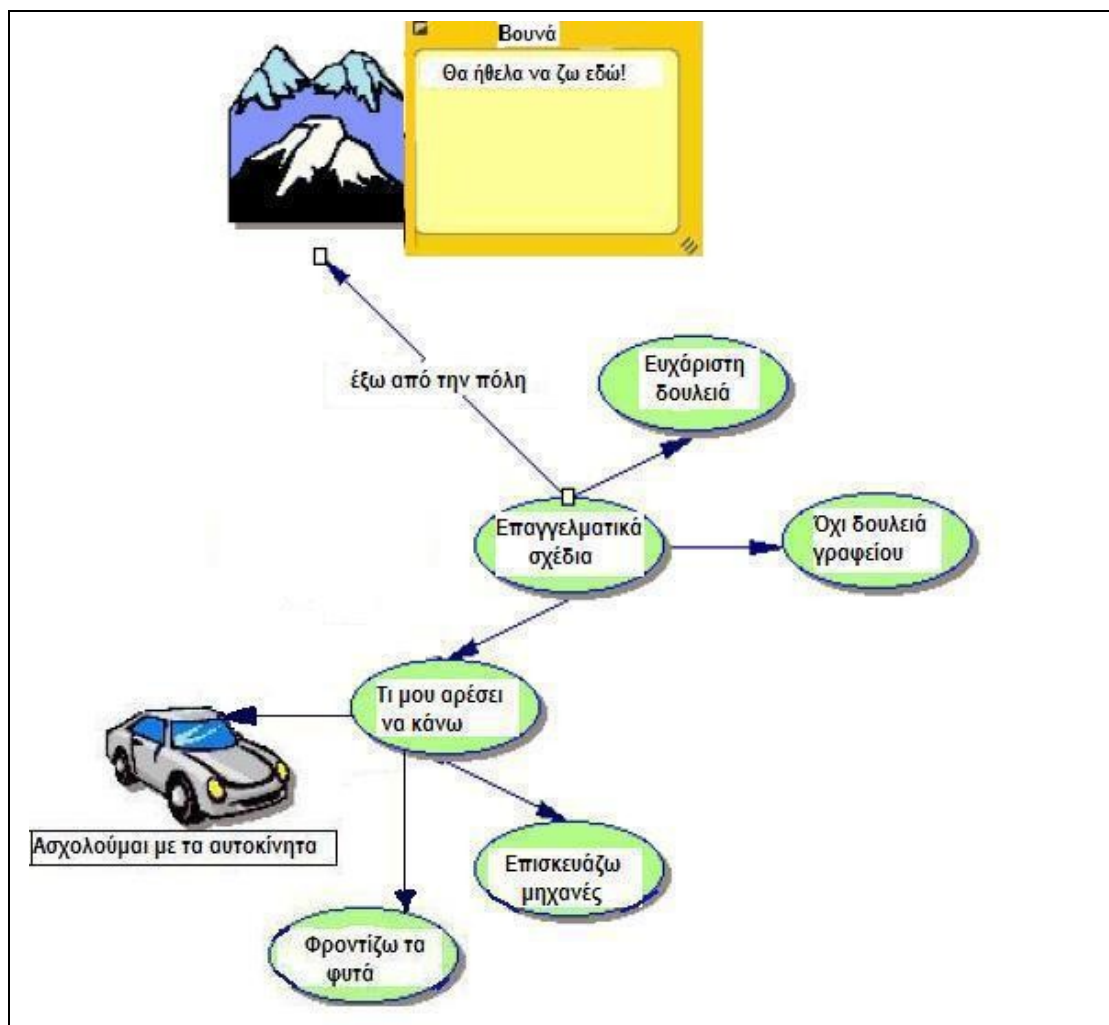 Βουνά
Θα ήθελα να ζω εδώ!
έξω από την πόλη
Ευχάριστη
δουλειά
Επαγγελματικά
σχέδια
Όχι δουλειά
γραφείου
Τι μου αρέσει
να κάνω
Ασχολούμαι με τα αυτοκίνητα
Επισκευάζω
μηχανές
Φροντίζω τα
φυτά